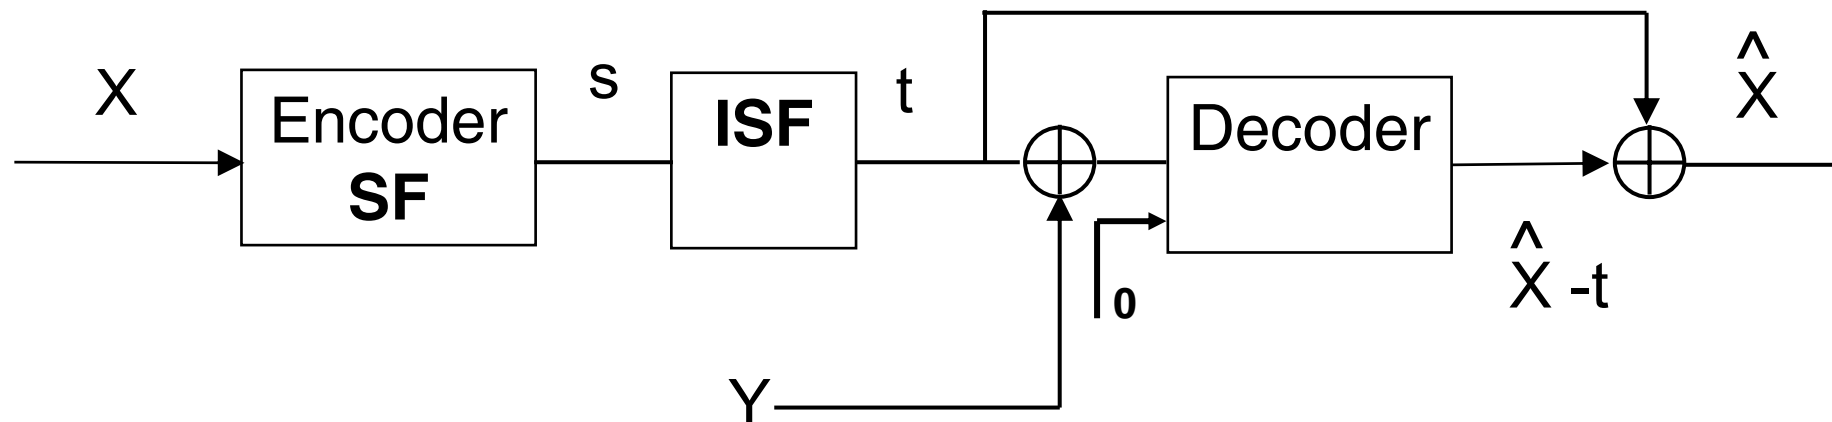 X
Encoder
SF
s
ISF
t
Y
0
Decoder
X̂ -t
X̂